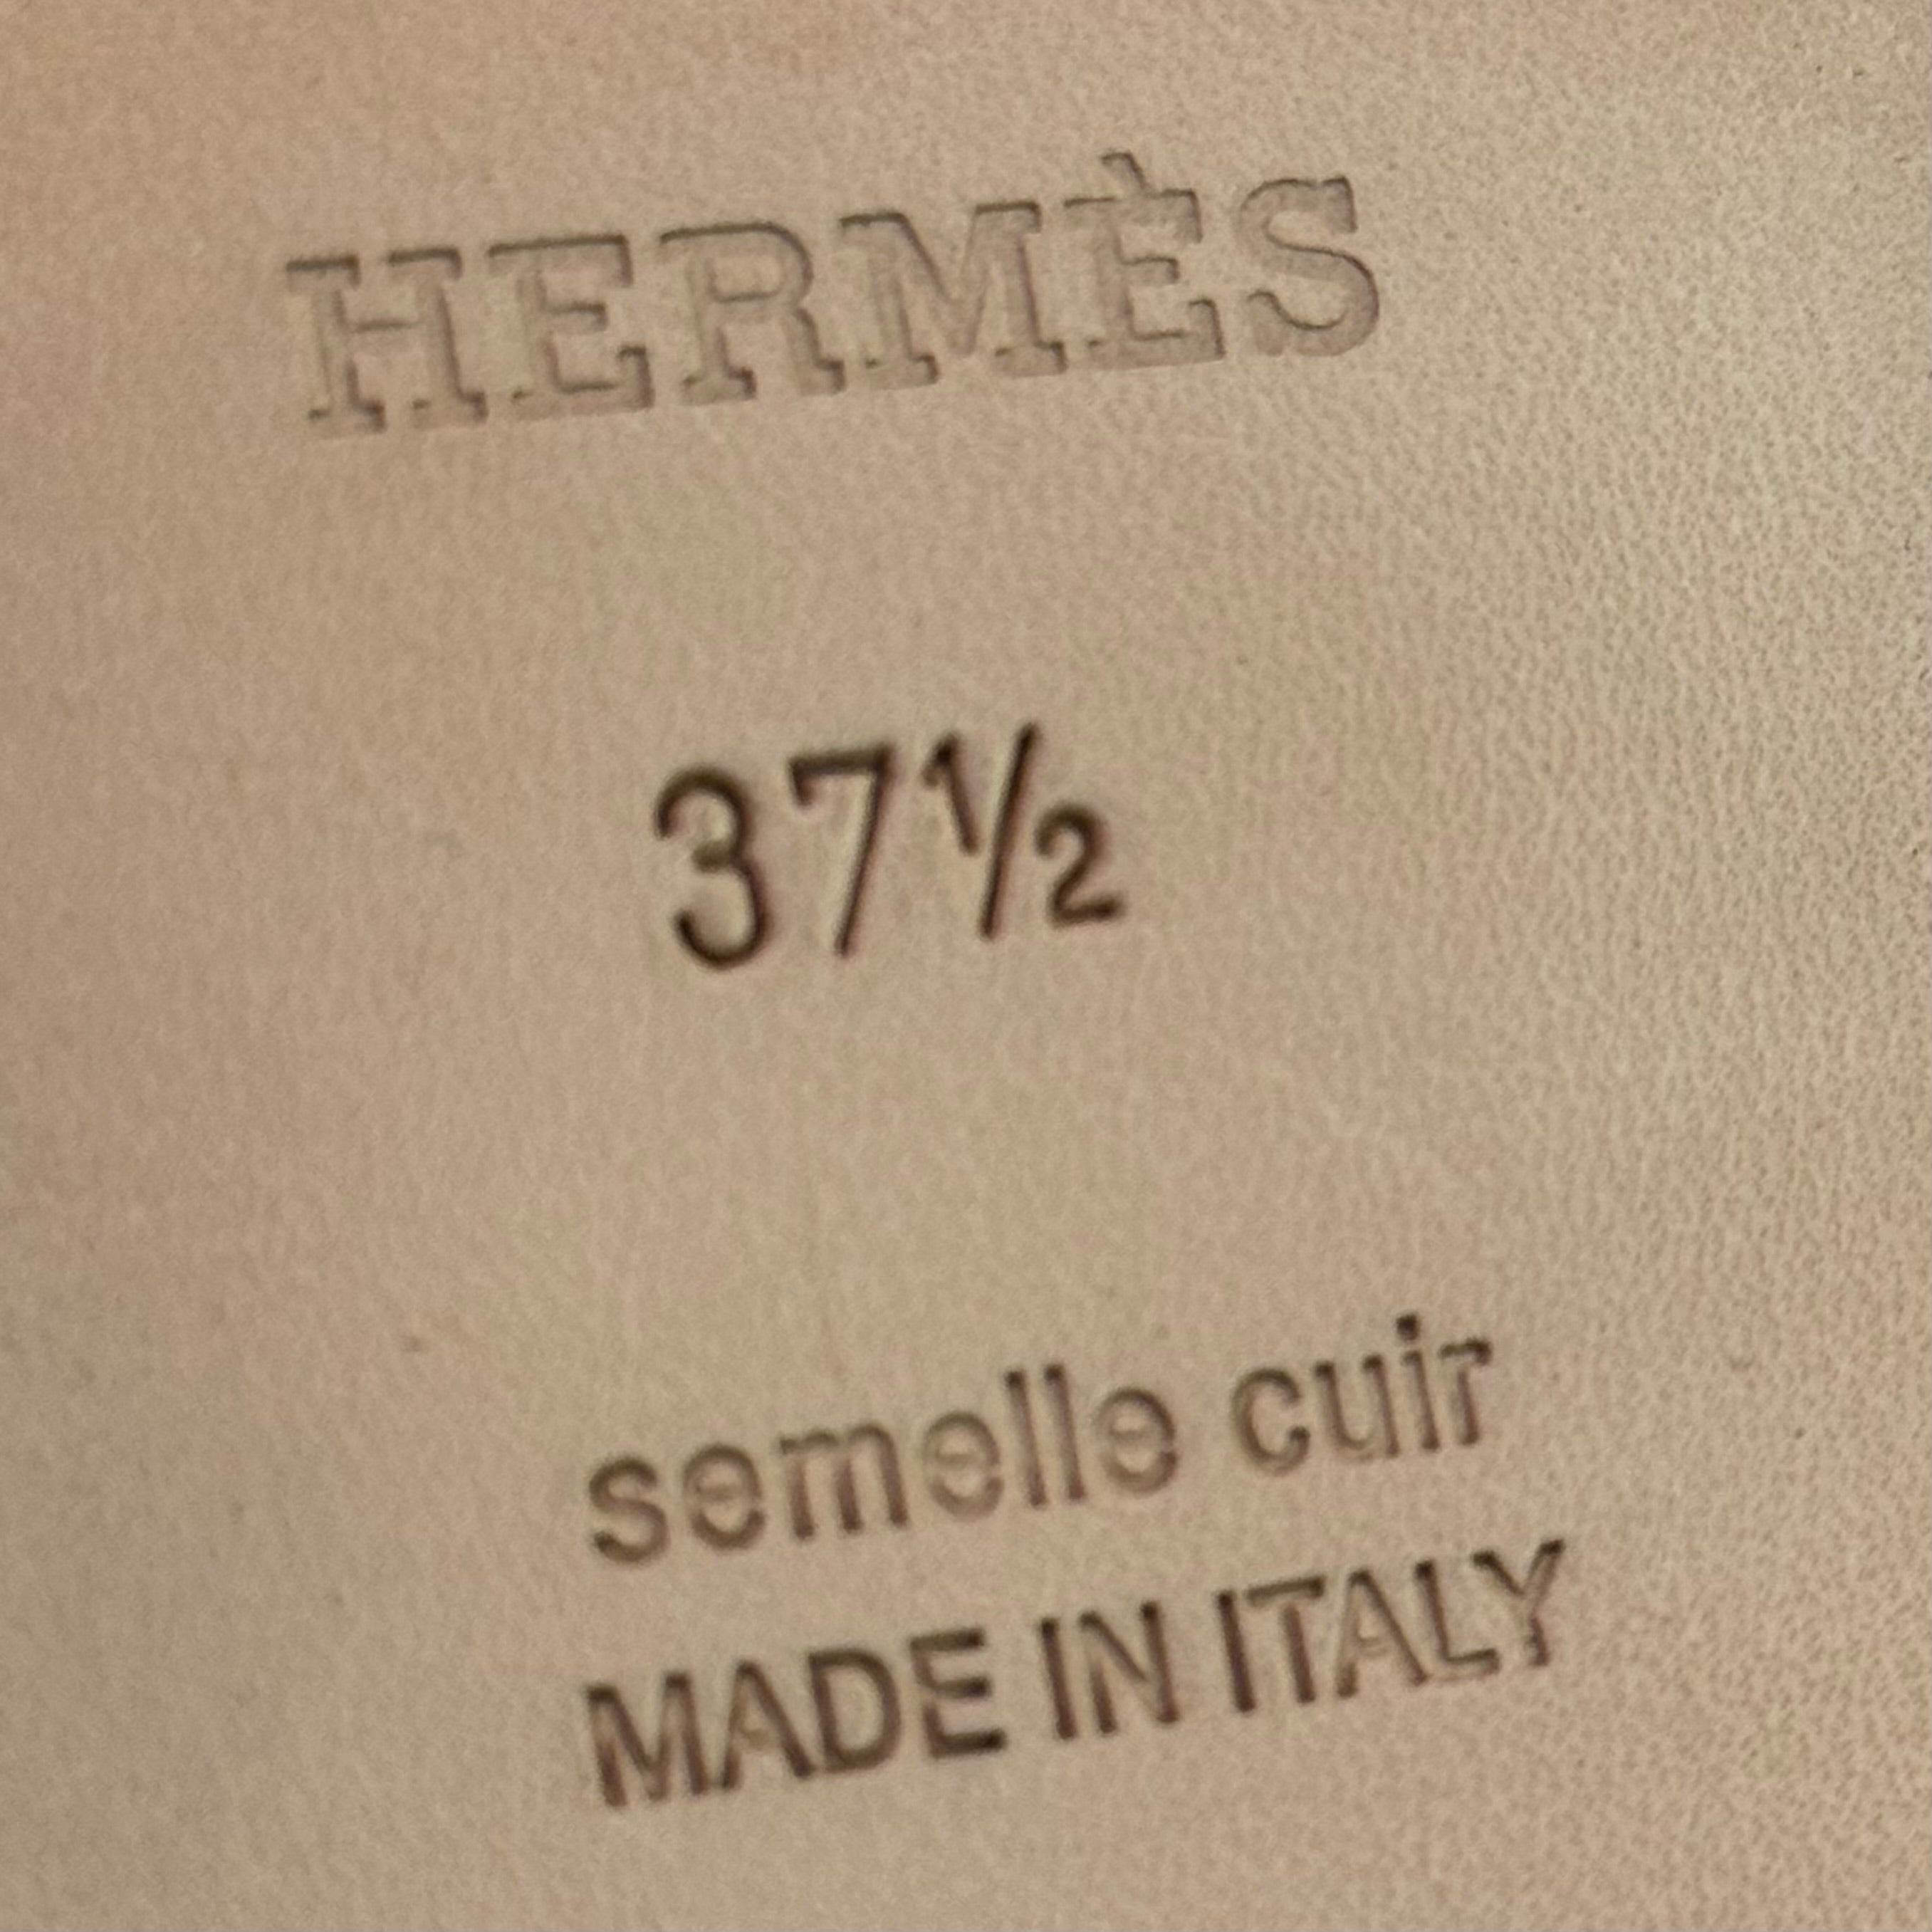 HERMÈS
37½
semelle cuir
MADE IN ITALY